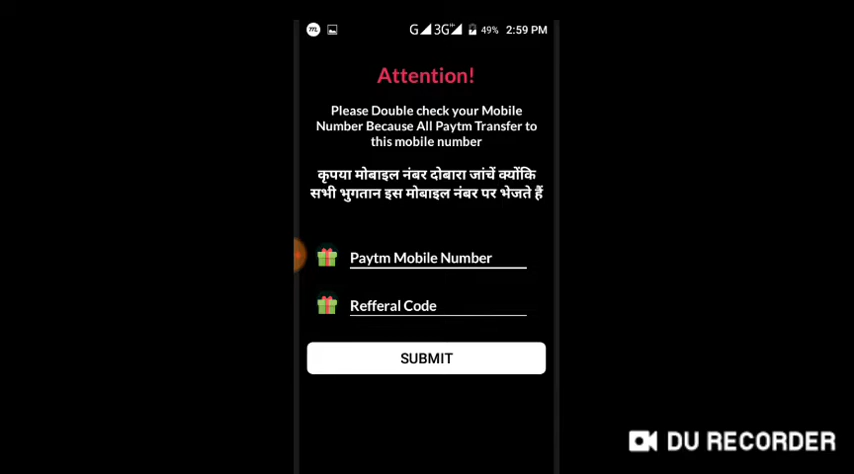 G 3G 49% 2:59 PM
Attention!
Please Double check your Mobile
Number Because All Paytm Transfer to
this mobile number
कृपया मोबाइल नंबर दोबारा जांचें क्योंकि
सभी भुगतान इस मोबाइल नंबर पर भेजते हैं
Paytm Mobile Number
Refferal Code
SUBMIT
DU RECORDER